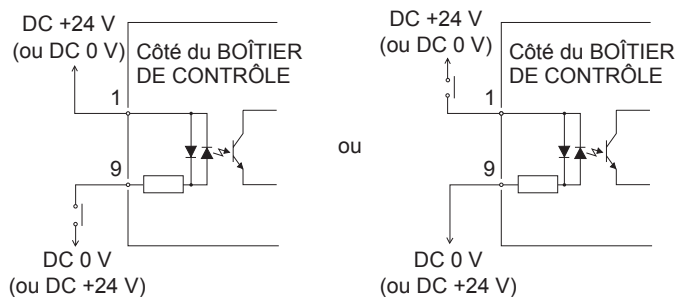 DC +24 V
(ou DC 0 V)
Côté du BOÎTIER
DE CONTRÔLE
1
9
DC 0 V
(ou DC +24 V)
ou
DC +24 V
(ou DC 0 V)
Côté du BOÎTIER
DE CONTRÔLE
1
9
DC 0 V
(ou DC +24 V)